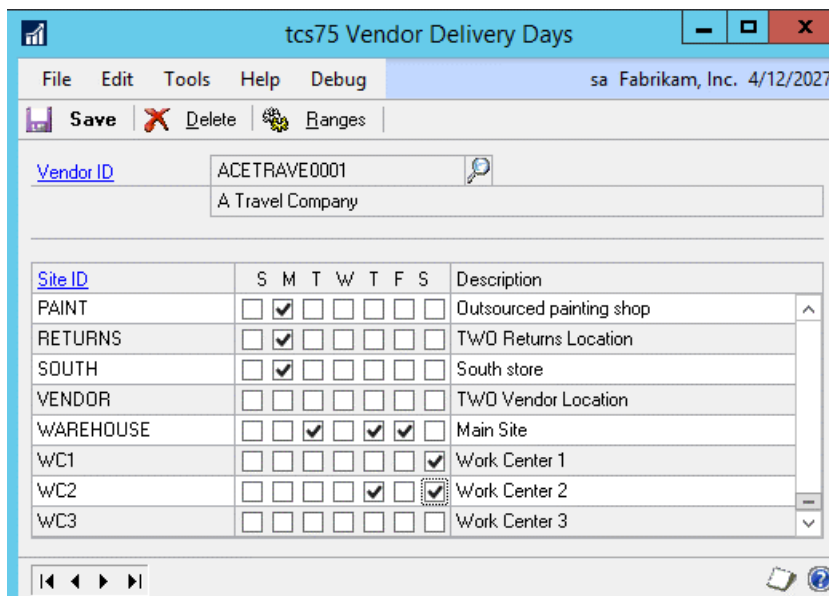 tcs75 Vendor Delivery Days
File Edit Tools Help Debug sa Fabrikam, Inc. 4/12/2027
Save Delete Ranges
Vendor ID ACETRAVE0001
A Travel Company
Site ID S M T W T F S Description
PAINT Outsourced painting shop
RETURNS TWO Returns Location
SOUTH South store
VENDOR TWO Vendor Location
WAREHOUSE Main Site
WC1 Work Center 1
WC2 Work Center 2
WC3 Work Center 3